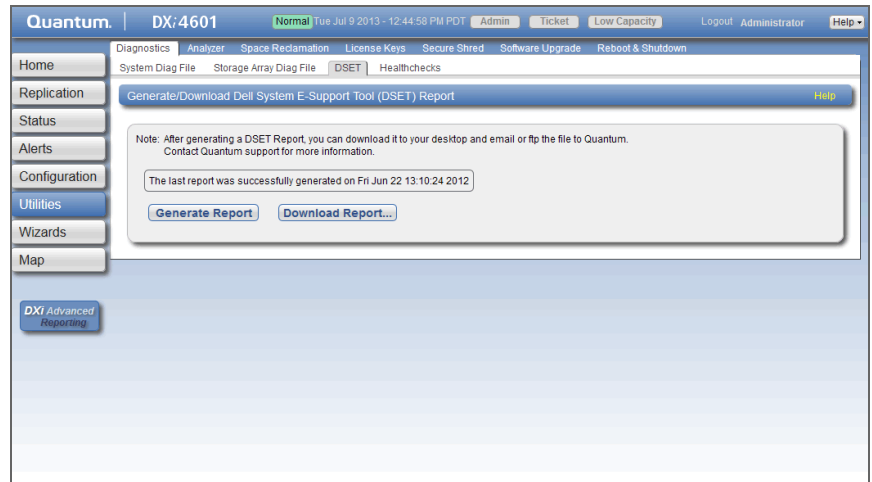 Quantum. DXi4601 Normal Tue Jul 9 2013 - 12:44:58 PM PDT Admin Ticket Low Capacity Logout Administrator Help
Diagnostics Analyzer Space Reclamation License Keys Secure Shred Software Upgrade Reboot & Shutdown
System Diag File Storage Array Diag File DSET Healthchecks
Home
Replication
Status
Alerts
Configuration
Utilities
Wizards
Map
DXi Advanced
Reporting
Generate/Download Dell System E-Support Tool (DSET) Report Help
Note: After generating a DSET Report, you can download it to your desktop and email or ftp the file to Quantum.
Contact Quantum support for more information.
The last report was successfully generated on Fri Jun 22 13:10:24 2012
Generate Report Download Report...